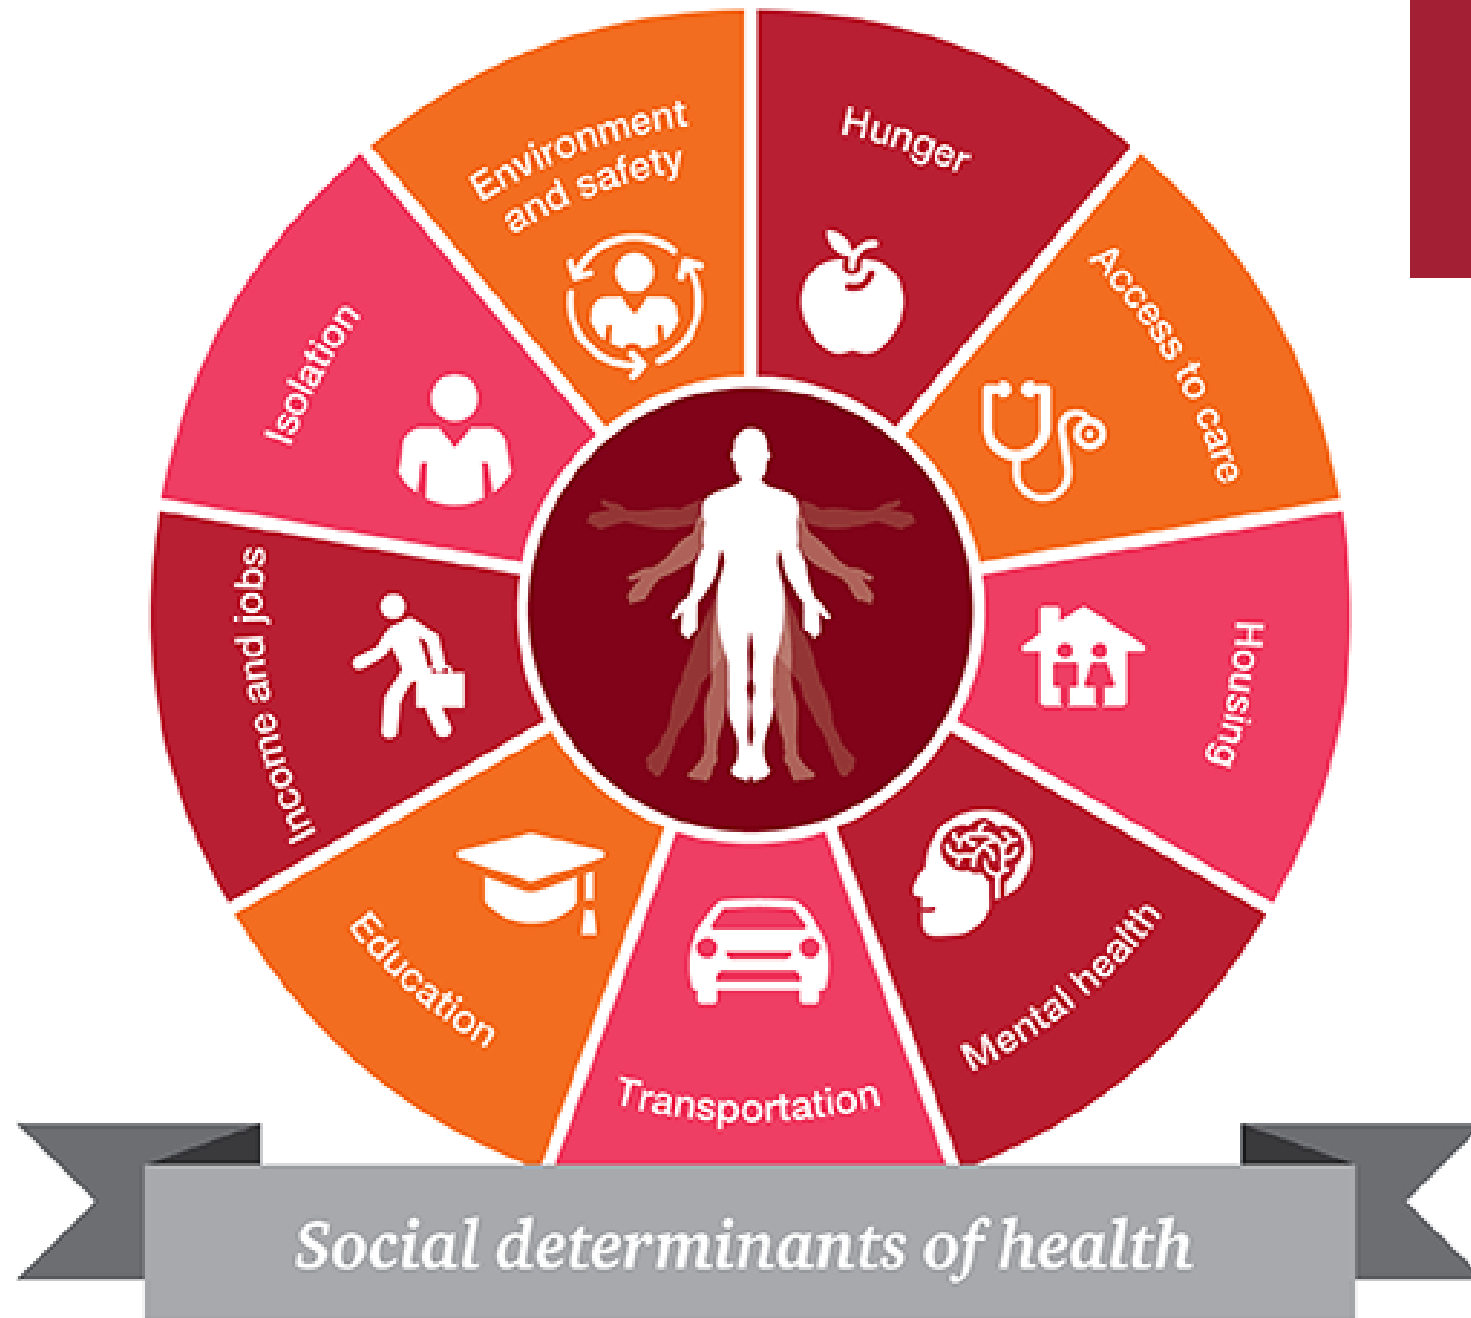 Environment
and safety
Hunger
Access to care
Housing
Mental health
Transportation
Education
Income and jobs
Isolation
Social determinants of health